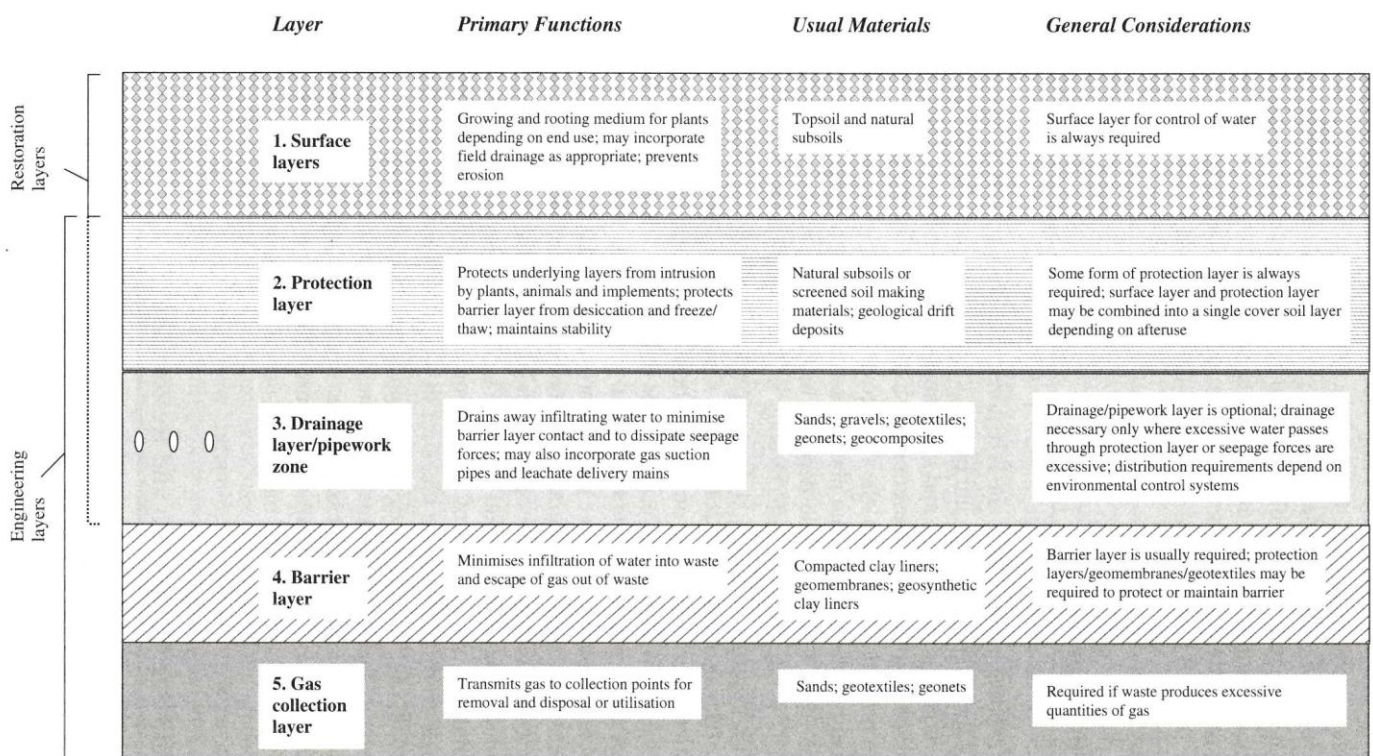 Layer
Primary Functions
Usual Materials
General Considerations
Restoration
layers
1. Surface
layers
Growing and rooting medium for plants
depending on end use; may incorporate
field drainage as appropriate; prevents
erosion
Topsoil and natural
subsoils
Surface layer for control of water
is always required
Engineering
layers
2. Protection
layer
Protects underlying layers from intrusion
by plants, animals and implements; protects
barrier layer from desiccation and freeze/
thaw; maintains stability
Natural subsoils or
screened soil making
materials; geological drift
deposits
Some form of protection layer is always
required; surface layer and protection layer
may be combined into a single cover soil layer
depending on afteruse
3. Drainage
layer/pipework
zone
Drains away infiltrating water to minimise
barrier layer contact and to dissipate seepage
forces; may also incorporate gas suction
pipes and leachate delivery mains
Sands; gravels; geotextiles;
geonets; geocomposites
Drainage/pipework layer is optional; drainage
necessary only where excessive water passes
through protection layer or seepage forces are
excessive; distribution requirements depend on
environmental control systems
4. Barrier
layer
Minimises infiltration of water into waste
and escape of gas out of waste
Compacted clay liners;
geomembranes; geosynthetic
clay liners
Barrier layer is usually required; protection
layers/geomembranes/geotextiles may be
required to protect or maintain barrier
5. Gas
collection
layer
Transmits gas to collection points for
removal and disposal or utilisation
Sands; geotextiles; geonets
Required if waste produces excessive
quantities of gas